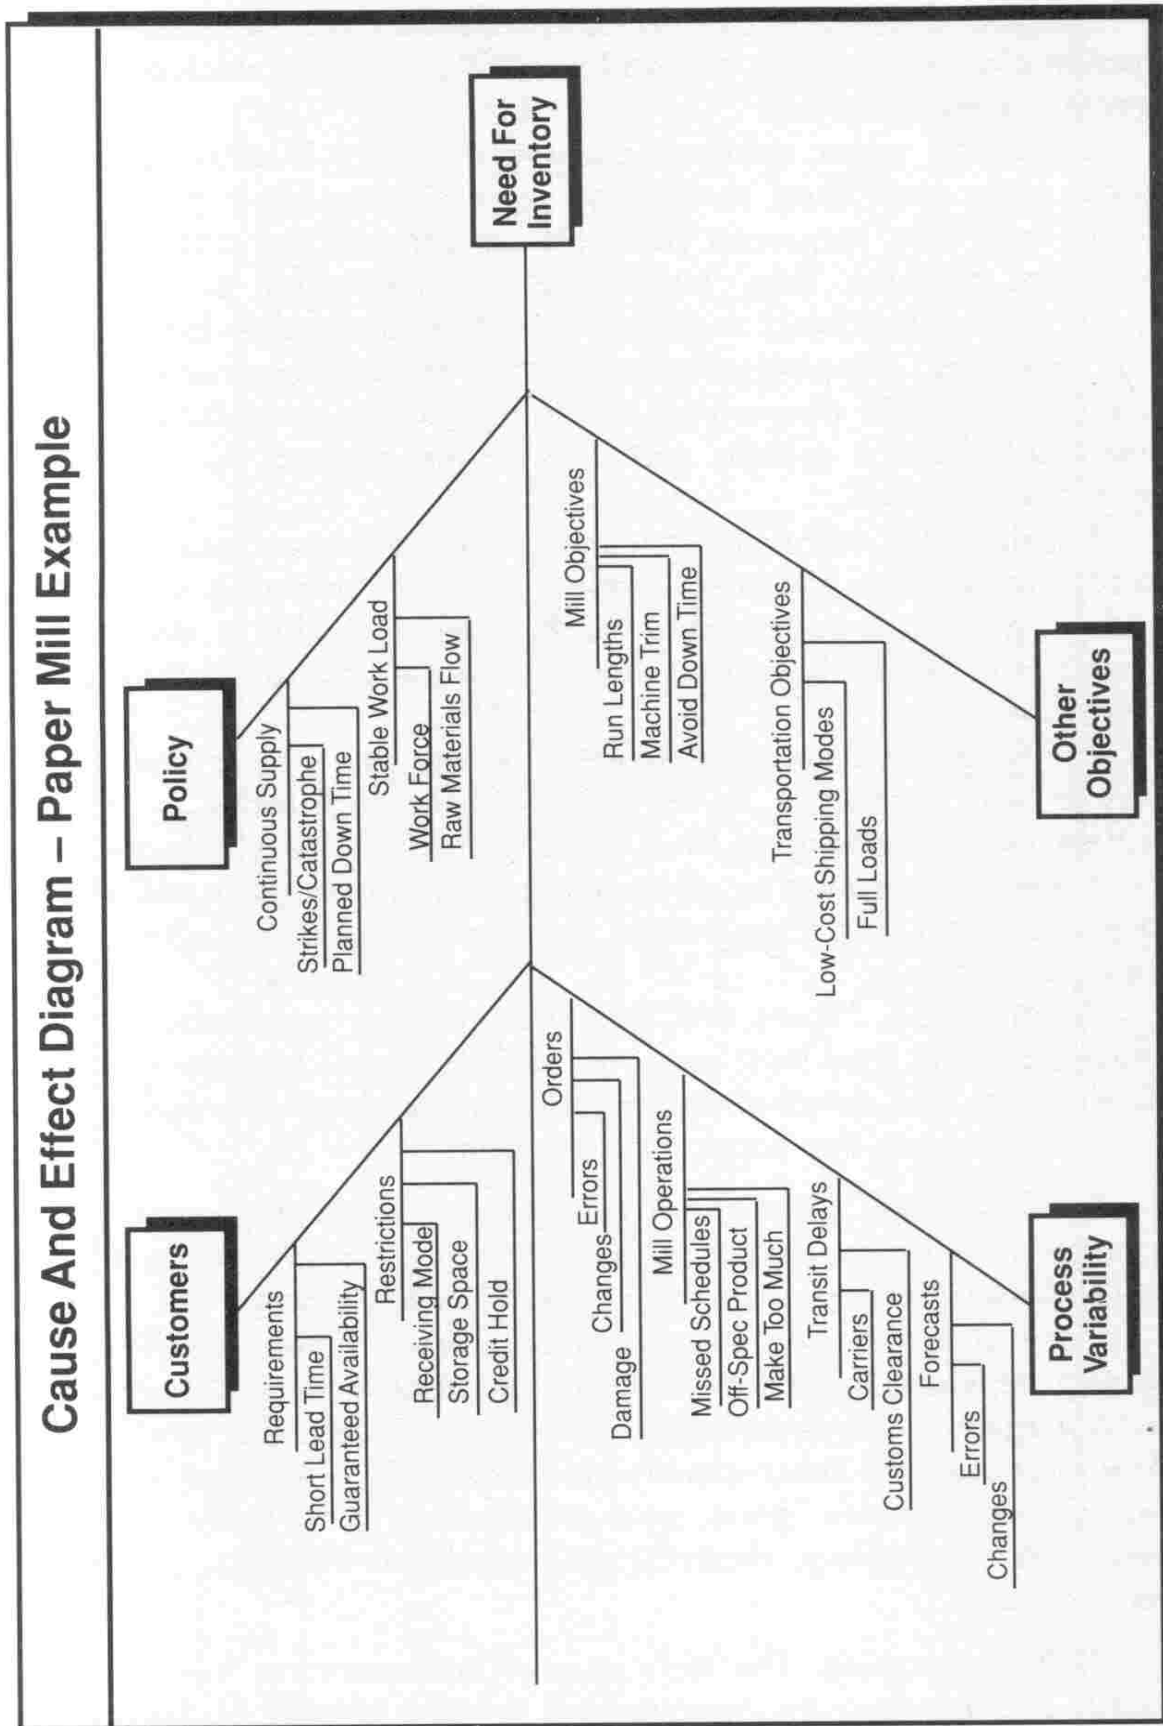 Cause And Effect Diagram – Paper Mill Example
Customers
Requirements
Short Lead Time
Guaranteed Availability
Restrictions
Receiving Mode
Storage Space
Credit Hold
Policy
Continuous Supply
Strikes/Catastrophe
Planned Down Time
Stable Work Load
Work Force
Raw Materials Flow
Need For
Inventory
Orders
Errors
Changes
Damage
Mill Operations
Missed Schedules
Off-Spec Product
Make Too Much
Transit Delays
Carriers
Customs Clearance
Forecasts
Errors
Changes
Process
Variability
Mill Objectives
Run Lengths
Machine Trim
Avoid Down Time
Transportation Objectives
Low-Cost Shipping Modes
Full Loads
Other
Objectives